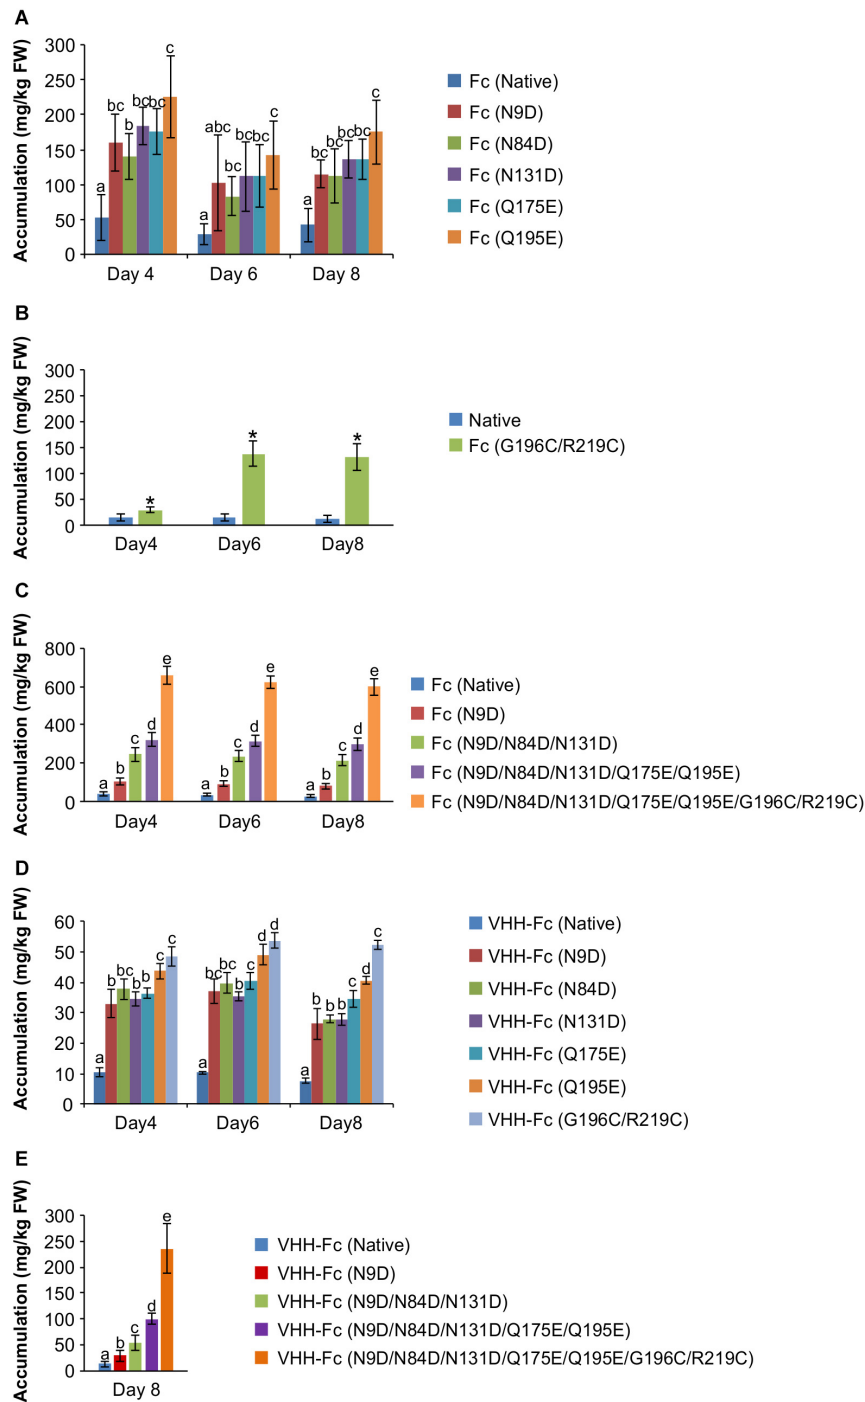 A
Accumulation (mg/kg FW)
300
250
200
150
100
50
0
a
bc
b
bc
bc
c
a
abc
bc
bc
bc
c
a
bc
bc
bc
bc
c
Day 4
Day 6
Day 8
Fc (Native)
Fc (N9D)
Fc (N84D)
Fc (N131D)
Fc (Q175E)
Fc (Q195E)
B
Accumulation (mg/kg FW)
300
250
200
150
100
50
0
*
*
*
Day4
Day6
Day8
Native
Fc (G196C/R219C)
C
Accumulation (mg/kg FW)
800
600
400
200
0
a
b
c
d
e
a
b
c
d
e
a
b
c
d
e
Day4
Day6
Day8
Fc (Native)
Fc (N9D)
Fc (N9D/N84D/N131D)
Fc (N9D/N84D/N131D/Q175E/Q195E)
Fc (N9D/N84D/N131D/Q175E/Q195E/G196C/R219C)
D
Accumulation (mg/kg FW)
60
50
40
30
20
10
0
a
b
bc
b
b
c
c
a
bc
bc
b
c
d
d
a
b
b
b
c
d
c
Day4
Day6
Day8
VHH-Fc (Native)
VHH-Fc (N9D)
VHH-Fc (N84D)
VHH-Fc (N131D)
VHH-Fc (Q175E)
VHH-Fc (Q195E)
VHH-Fc (G196C/R219C)
E
Accumulation (mg/kg FW)
300
250
200
150
100
50
0
a
b
c
d
e
Day 8
VHH-Fc (Native)
VHH-Fc (N9D)
VHH-Fc (N9D/N84D/N131D)
VHH-Fc (N9D/N84D/N131D/Q175E/Q195E)
VHH-Fc (N9D/N84D/N131D/Q175E/Q195E/G196C/R219C)